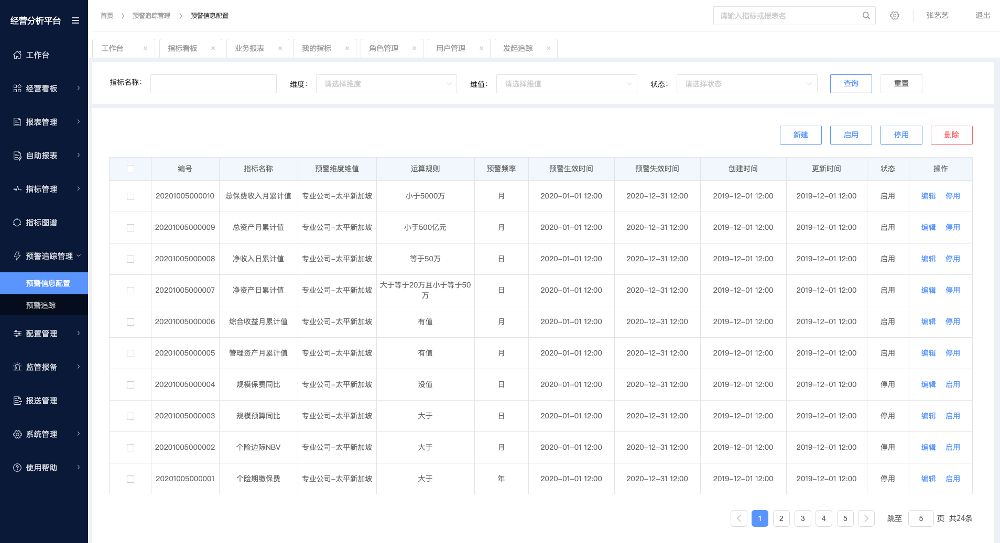 经营分析平台
首页 预警追踪管理 预警信息配置
请输入指标或报表名
张艺艺 退出
工作台 指标看板 业务报表 我的指标 角色管理 用户管理 发起追踪
工作台
经营看板
报表管理
自助报表
指标管理
指标图谱
预警追踪管理
预警信息配置
预警追踪
配置管理
监管报备
报送管理
系统管理
使用帮助
指标名称： 维度： 请选择维度 维值： 请选择维值 状态： 请选择状态 查询 重置
新建 启用 停用 删除
编号 指标名称 预警维度维值 运算规则 预警频率 预警生效时间 预警失效时间 创建时间 更新时间 状态 操作
20201005000010 总保费收入月累计值 专业公司-太平新加坡 小于5000万 月 2020-01-01 12:00 2020-12-31 12:00 2019-12-01 12:00 2019-12-01 12:00 启用 编辑 停用
20201005000009 总资产月累计值 专业公司-太平新加坡 小于500亿元 月 2020-01-01 12:00 2020-12-31 12:00 2019-12-01 12:00 2019-12-01 12:00 启用 编辑 停用
20201005000008 净收入日累计值 专业公司-太平新加坡 等于50万 日 2020-01-01 12:00 2020-12-31 12:00 2019-12-01 12:00 2019-12-01 12:00 启用 编辑 停用
20201005000007 净资产日累计值 专业公司-太平新加坡 大于等于20万且小于等于50万 日 2020-01-01 12:00 2020-12-31 12:00 2019-12-01 12:00 2019-12-01 12:00 启用 编辑 停用
20201005000006 综合收益月累计值 专业公司-太平新加坡 有值 月 2020-01-01 12:00 2020-12-31 12:00 2019-12-01 12:00 2019-12-01 12:00 启用 编辑 停用
20201005000005 管理资产月累计值 专业公司-太平新加坡 有值 月 2020-01-01 12:00 2020-12-31 12:00 2019-12-01 12:00 2019-12-01 12:00 启用 编辑 停用
20201005000004 规模保费同比 专业公司-太平新加坡 没值 日 2020-01-01 12:00 2020-12-31 12:00 2019-12-01 12:00 2019-12-01 12:00 停用 编辑 启用
20201005000003 规模预算同比 专业公司-太平新加坡 大于 日 2020-01-01 12:00 2020-12-31 12:00 2019-12-01 12:00 2019-12-01 12:00 停用 编辑 启用
20201005000002 个险边际NBV 专业公司-太平新加坡 大于 月 2020-01-01 12:00 2020-12-31 12:00 2019-12-01 12:00 2019-12-01 12:00 停用 编辑 启用
20201005000001 个险期缴保费 专业公司-太平新加坡 大于 年 2020-01-01 12:00 2020-12-31 12:00 2019-12-01 12:00 2019-12-01 12:00 停用 编辑 启用
1 2 3 4 5 跳至 5 页 共24条